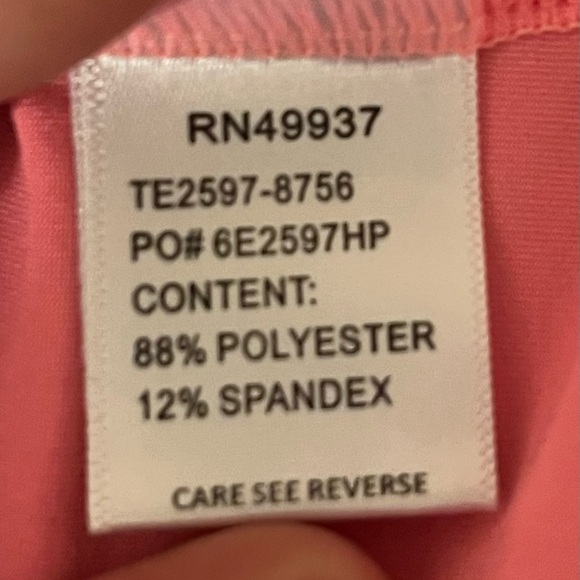 RN49937
TE2597-8756
PO# 6E2597HP
CONTENT:
88% POLYESTER
12% SPANDEX
CARE SEE REVERSE